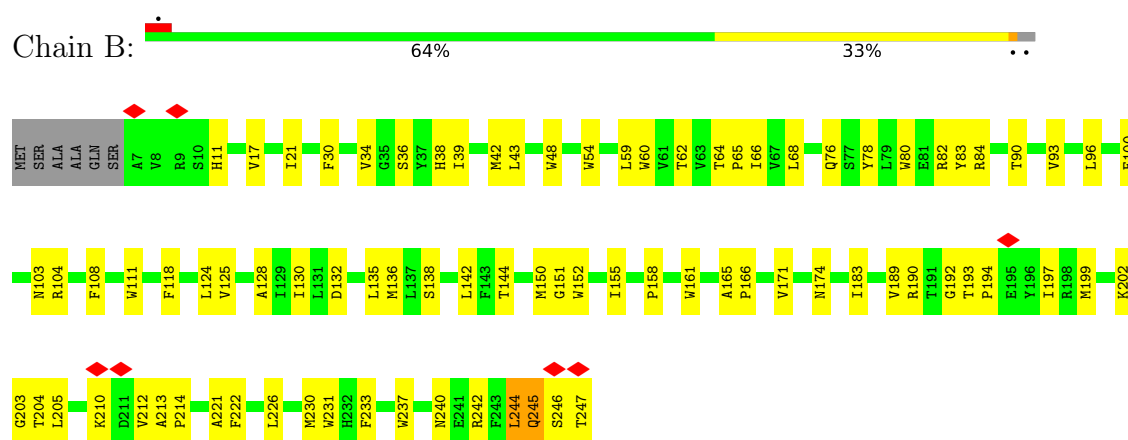 Chain B:
64%
33%
MET SER ALA ALA GLN SER A7 V8 R9 S10 H11 V17 I21 F30 V34 G35 S36 Y37 H38 I39 M42 L43 W48 W54 L59 W60 V61 T62 V63 T64 P65 I66 V67 L68 Q76 S77 Y78 L79 W80 E81 R82 Y83 R84 T90 V93 L96
N103 R104 F108 W111 F118 L124 V125 A128 I129 I130 L131 D132 L135 M136 L137 S138 L142 F143 T144 M150 G151 W152 I155 P158 W161 A165 P166 V171 N174 I183 V189 R190 T191 G192 T193 P194 E195 Y196 I197 R198 M199 K202
G203 T204 L205 K210 D211 V212 A213 P214 A221 F222 L226 M230 W231 H232 F233 W237 N240 E241 R242 F243 L244 Q245 S246 T247